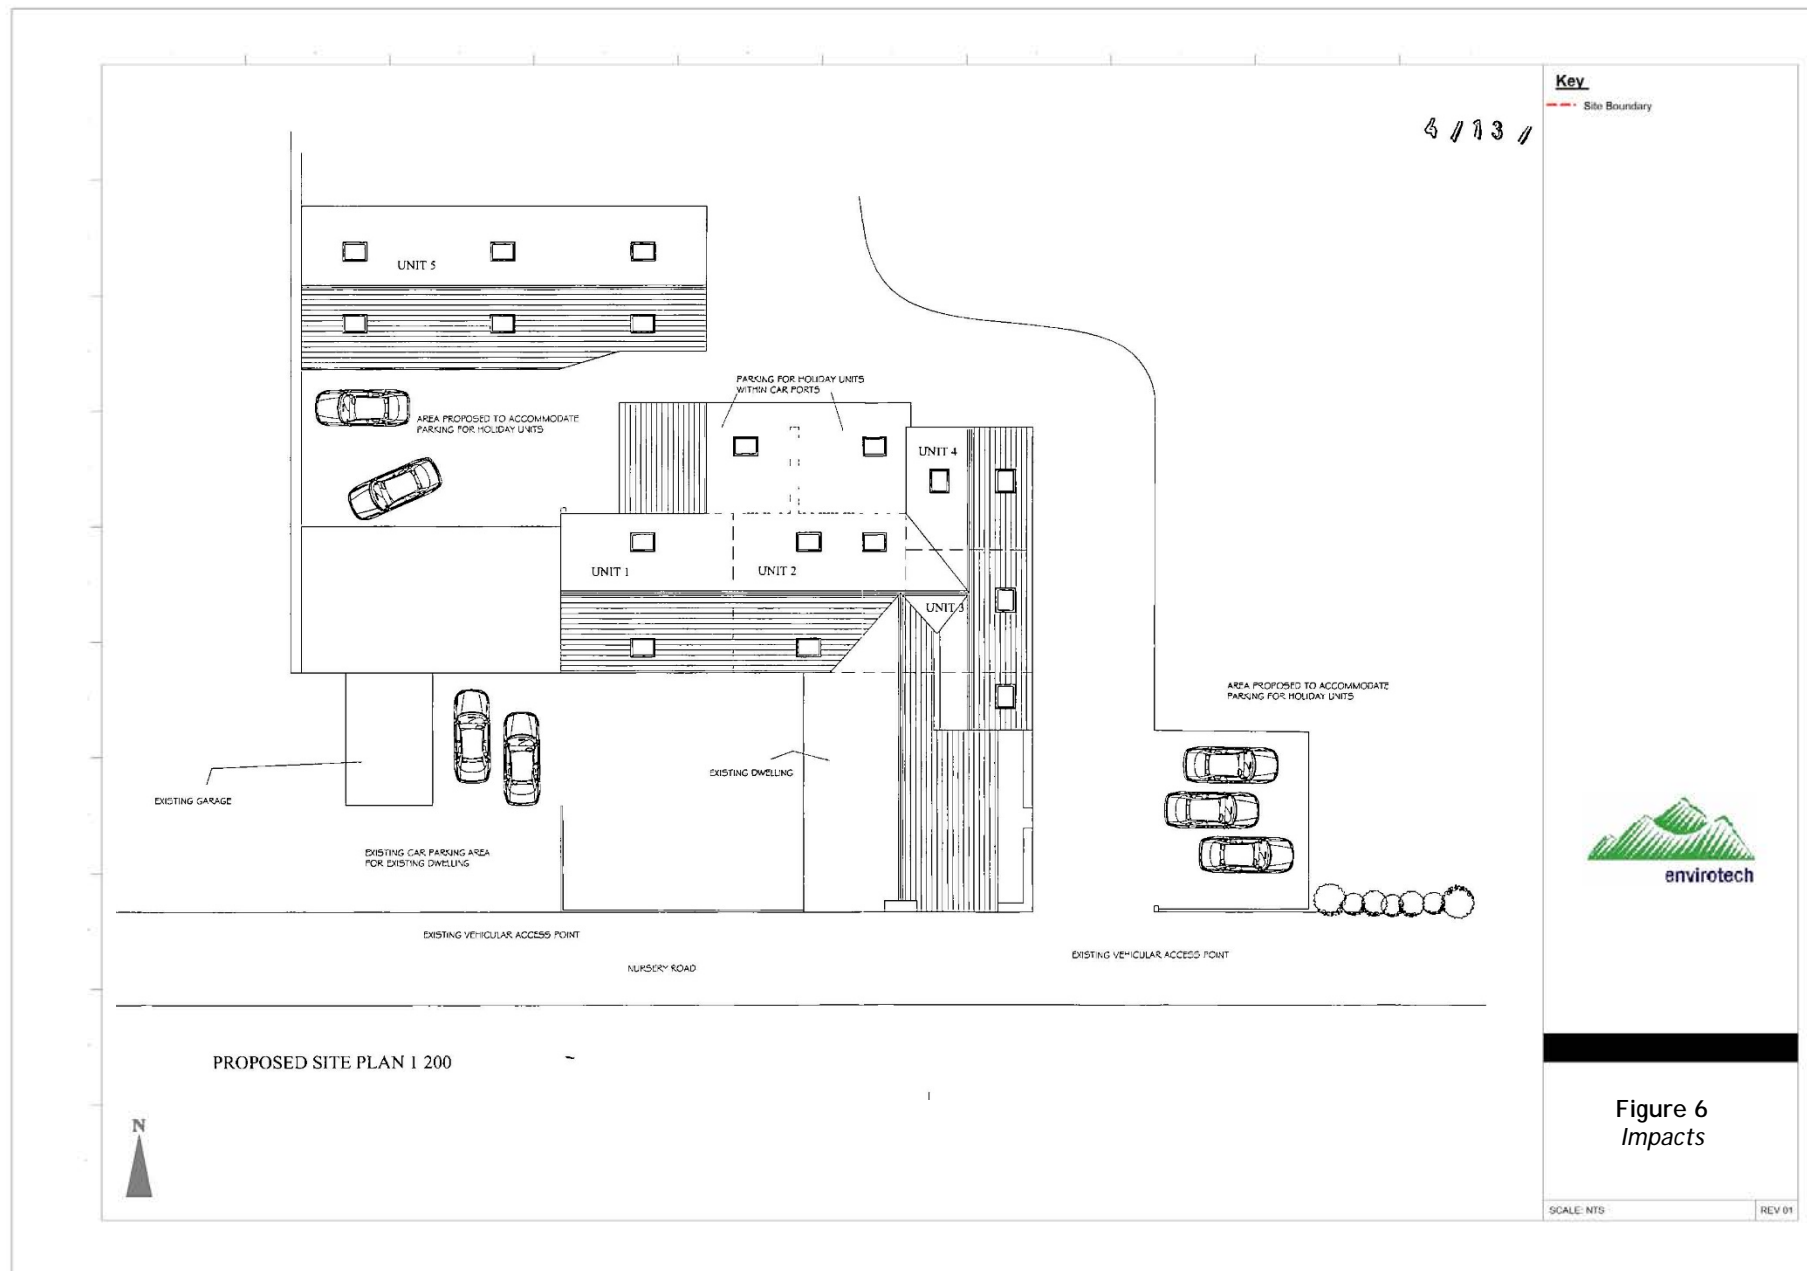 Key
Site Boundary
4 / 13 /
UNIT 5
PARKING FOR HOLIDAY UNITS
WITHIN CAR PORTS
AREA PROPOSED TO ACCOMMODATE
PARKING FOR HOLIDAY UNITS
UNIT 4
UNIT 1
UNIT 2
UNIT 3
AREA PROPOSED TO ACCOMMODATE
PARKING FOR HOLIDAY UNITS
EXISTING DWELLING
EXISTING GARAGE
EXISTING CAR PARKING AREA
FOR EXISTING DWELLING
envirotech
EXISTING VEHICULAR ACCESS POINT
EXISTING VEHICULAR ACCESS POINT
NURSERY ROAD
PROPOSED SITE PLAN 1 200
N
Figure 6
Impacts
SCALE: NTS
REV 01